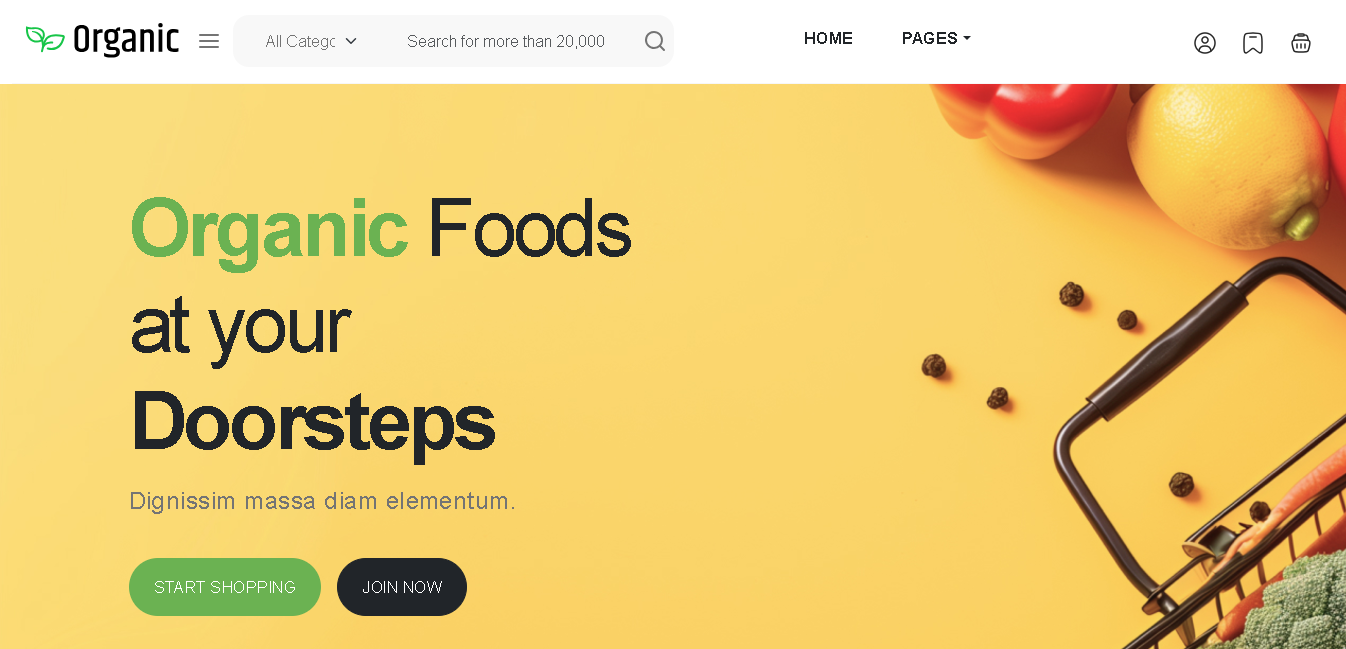 Organic
All Catego
Search for more than 20,000
HOME
PAGES
Organic Foods
at your
Doorsteps
Dignissim massa diam elementum.
START SHOPPING
JOIN NOW